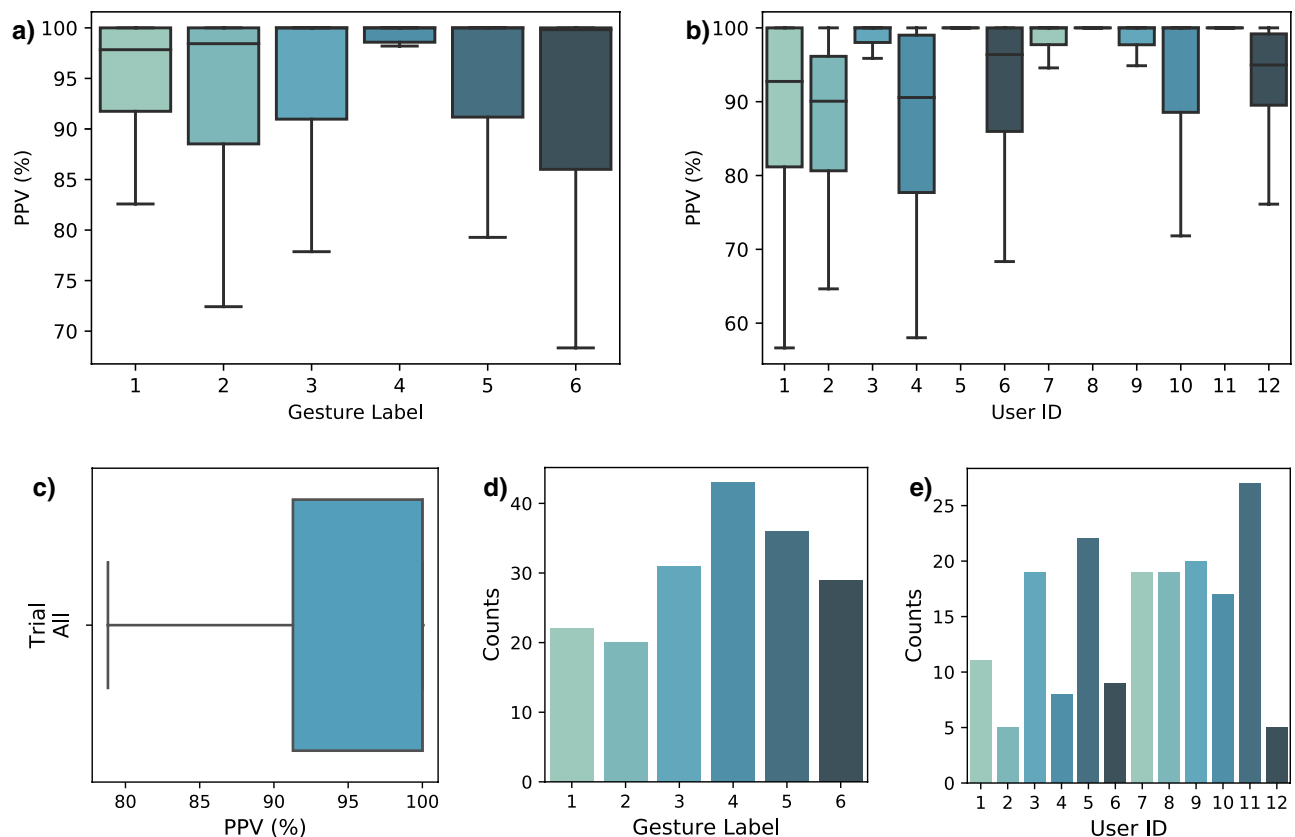 a)
PPV (%)
100
95
90
85
80
75
70
1 2 3 4 5 6
Gesture Label
b)
PPV (%)
100
90
80
70
60
1 2 3 4 5 6 7 8 9 10 11 12
User ID
c)
Trial
All
80 85 90 95 100
PPV (%)
d)
Counts
40
30
20
10
0
1 2 3 4 5 6
Gesture Label
e)
Counts
25
20
15
10
5
0
1 2 3 4 5 6 7 8 9 10 11 12
User ID